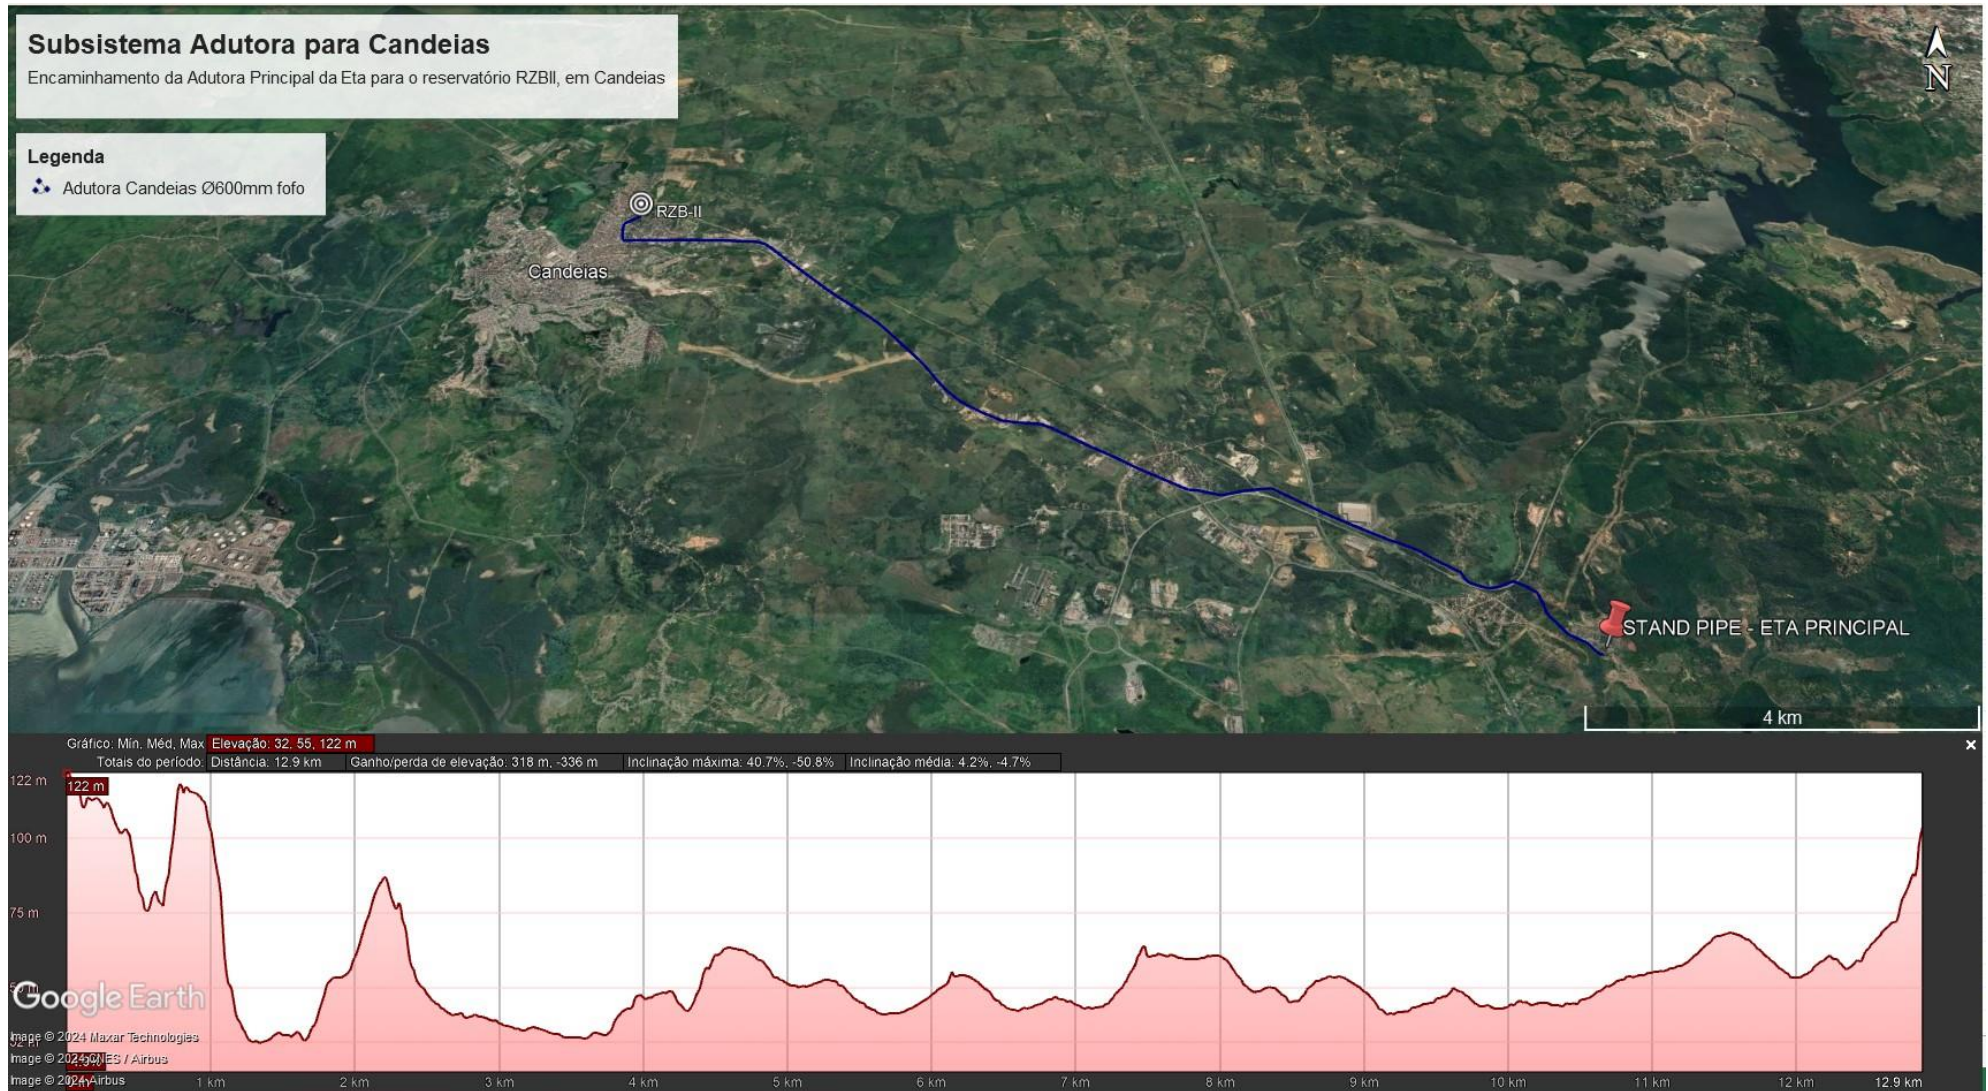 Subsistema Adutora para Candeias
Encaminhamento da Adutora Principal da Eta para o reservatório RZBII, em Candeias
N
Legenda
Adutora Candeias Ø600mm fofo
RZB-II
Candeias
STAND PIPE - ETA PRINCIPAL
4 km
Gráfico: Mín. Méd, Max Elevação: 32, 55, 122 m
Totais do período: Distância: 12.9 km Ganho/perda de elevação: 318 m, -336 m Inclinação máxima: 40.7%, -50.8% Inclinação média: 4.2%, -4.7%
122 m
122 m
100 m
75 m
Google Earth
Image © 2024 Maxar Technologies
Image © 2024 CNES / Airbus
Image © 2024 Airbus
1 km 2 km 3 km 4 km 5 km 6 km 7 km 8 km 9 km 10 km 11 km 12 km 12.9 km